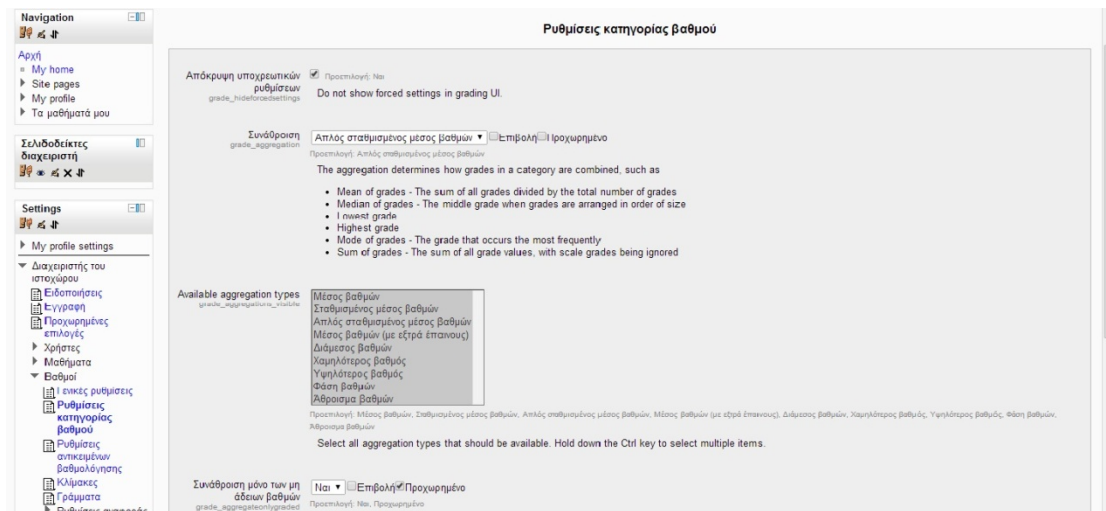 Navigation
Αρχή
My home
Site pages
My profile
Τα μαθήματά μου
Σελιδοδείκτες
διαχειριστή
Settings
My profile settings
Διαχειριστής του
ιστοχώρου
Ειδοποιήσεις
Εγγραφή
Προχωρημένες
επιλογές
Χρήστες
Μαθήματα
Βαθμοί
Γενικές ρυθμίσεις
Ρυθμίσεις
κατηγορίας
βαθμού
Ρυθμίσεις
αντικειμένων
βαθμολόγησης
Κλίμακες
Γράμματα
Ρυθμίσεις αναφοράς
Ρυθμίσεις κατηγορίας βαθμού
Απόκρυψη υποχρεωτικών
ρυθμίσεων
grade_hideforcedsettings
Προεπιλογή: Ναι
Do not show forced settings in grading UI.
Συνάθροιση
grade_aggregation
Απλός σταθμισμένος μέσος βαθμών Επιβολή Προχωρημένο
Προεπιλογή: Απλός σταθμισμένος μέσος βαθμών
The aggregation determines how grades in a category are combined, such as
• Mean of grades - The sum of all grades divided by the total number of grades
• Median of grades - The middle grade when grades are arranged in order of size
• Lowest grade
• Highest grade
• Mode of grades - The grade that occurs the most frequently
• Sum of grades - The sum of all grade values, with scale grades being ignored
Available aggregation types
grade_aggregations_visible
Μέσος βαθμών
Σταθμισμένος μέσος βαθμών
Απλός σταθμισμένος μέσος βαθμών
Μέσος βαθμών (με εξτρά έπαινους)
Διάμεσος βαθμών
Χαμηλότερος βαθμός
Υψηλότερος βαθμός
Φάση βαθμών
Άθροισμα βαθμών
Προεπιλογή: Μέσος βαθμών, Σταθμισμένος μέσος βαθμών, Απλός σταθμισμένος μέσος βαθμών, Μέσος βαθμών (με εξτρά έπαινους), Διάμεσος βαθμών, Χαμηλότερος βαθμός, Υψηλότερος βαθμός, Φάση βαθμών,
Άθροισμα βαθμών
Select all aggregation types that should be available. Hold down the Ctrl key to select multiple items.
Συνάθροιση μόνο των μη
άδειων βαθμών
grade_aggregateonlygraded
Ναι Επιβολή Προχωρημένο
Προεπιλογή: Ναι, Προχωρημένο